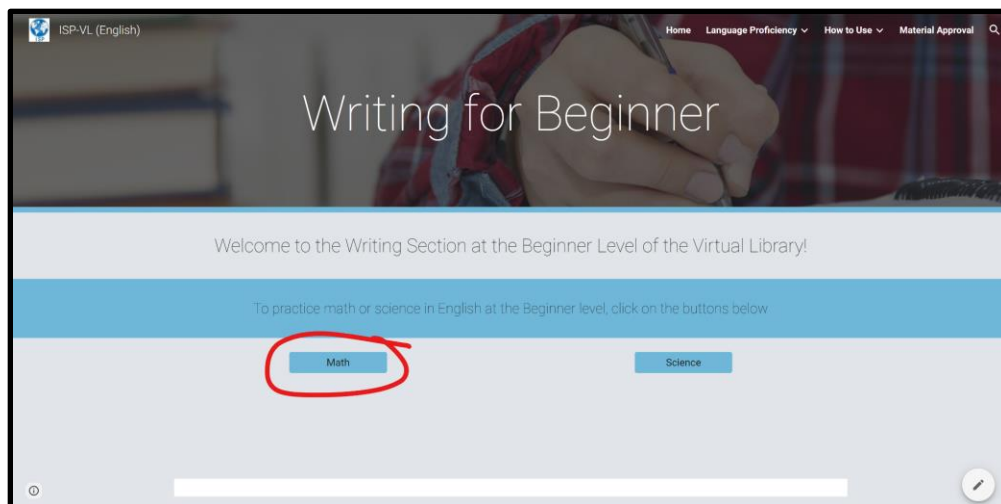 ISP-VL (English)
Home Language Proficiency How to Use Material Approval
Writing for Beginner
Welcome to the Writing Section at the Beginner Level of the Virtual Library!
To practice math or science in English at the Beginner level, click on the buttons below
Math Science